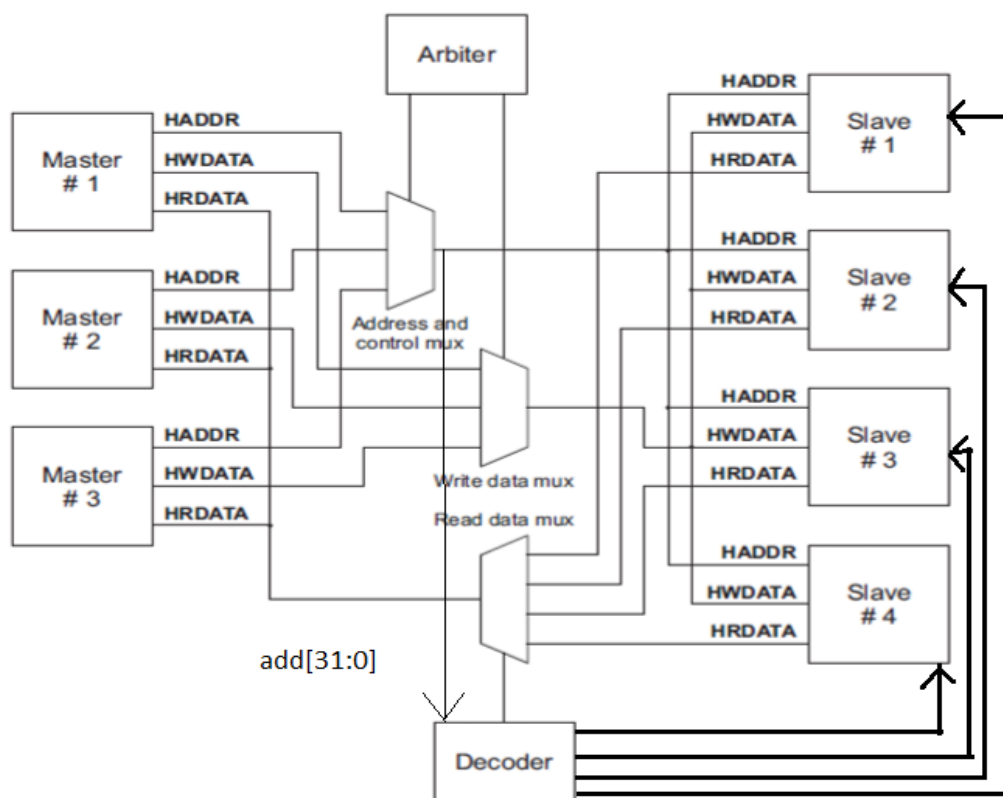 Arbiter
Master
# 1
HADDR
HWDATA
HRDATA
Master
# 2
HADDR
HWDATA
HRDATA
Master
# 3
HADDR
HWDATA
HRDATA
Address and
control mux
Write data mux
Read data mux
HADDR
HWDATA
HRDATA
Slave
# 1
HADDR
HWDATA
HRDATA
Slave
# 2
HADDR
HWDATA
HRDATA
Slave
# 3
HADDR
HWDATA
HRDATA
Slave
# 4
add[31:0]
Decoder